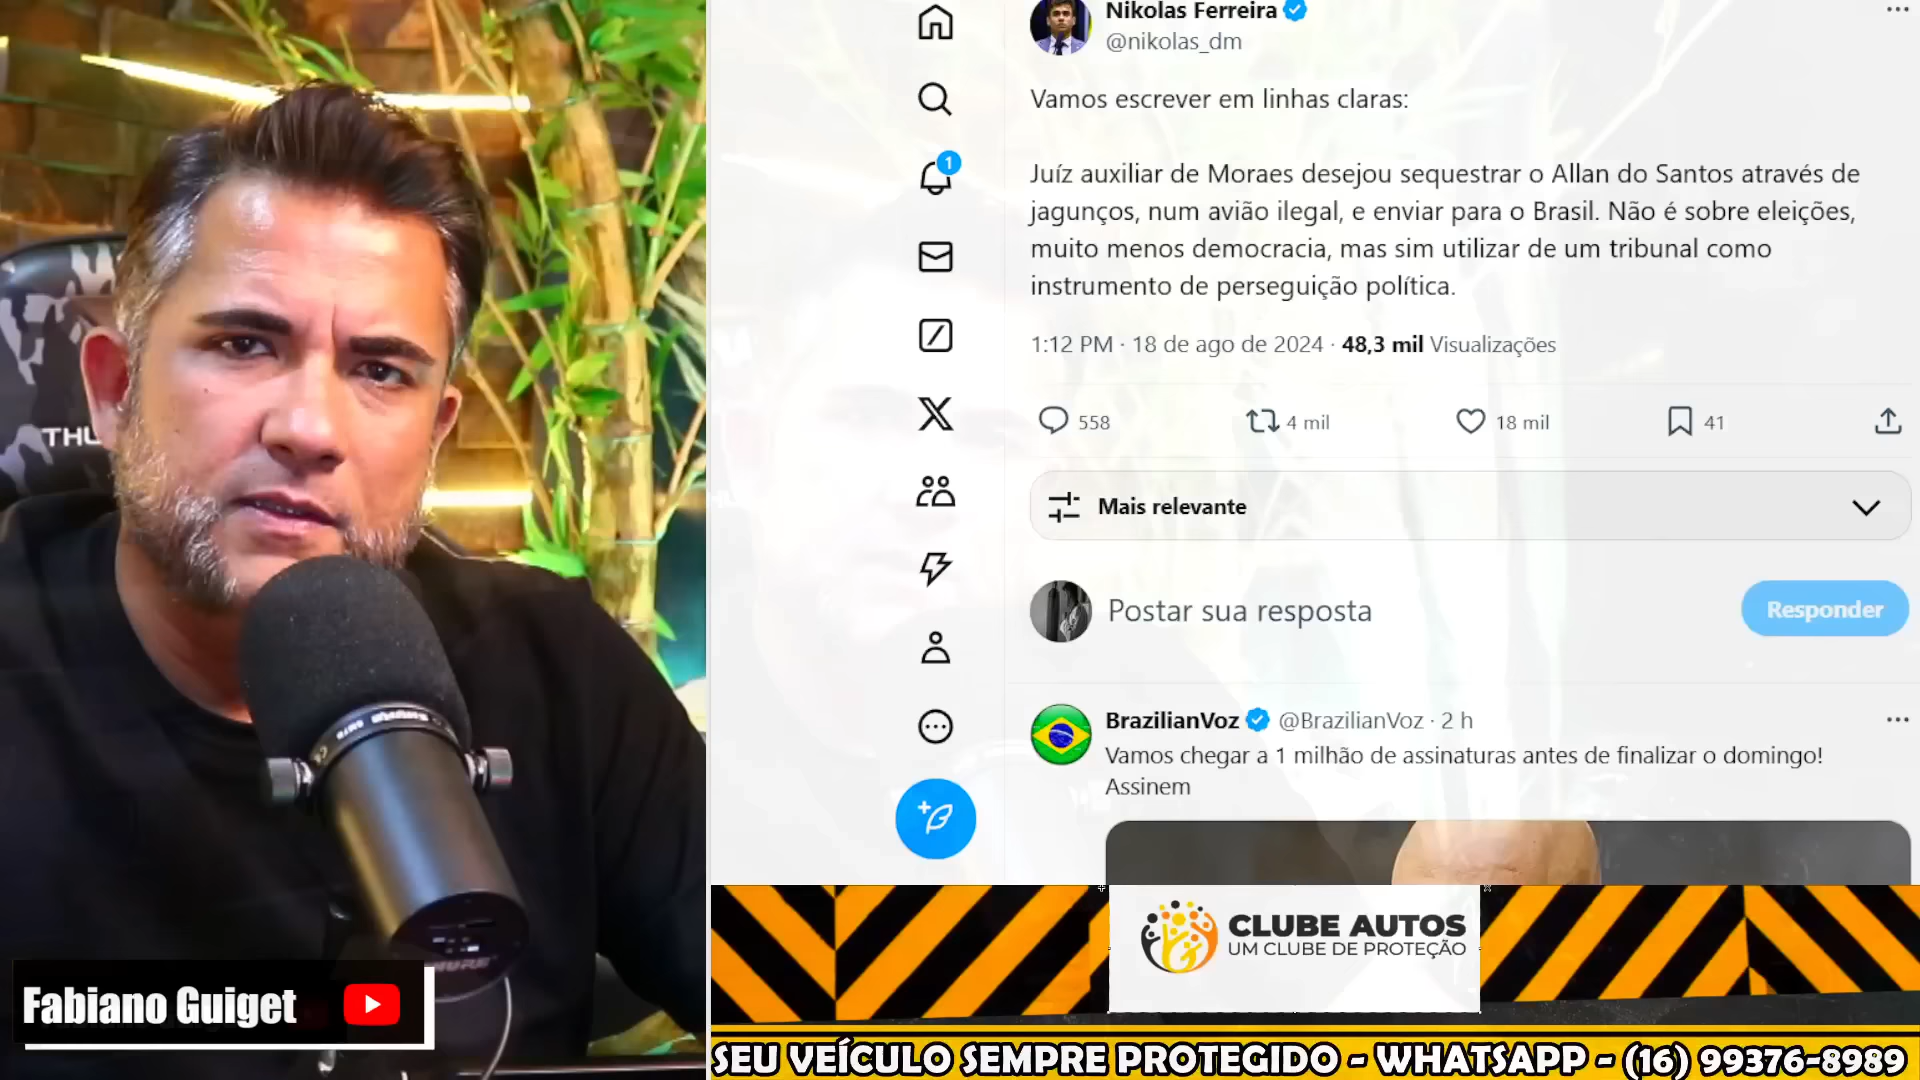 Nikolas Ferreira
@nikolas_dm
Vamos escrever em linhas claras:
Juíz auxiliar de Moraes desejou sequestrar o Allan do Santos através de
jagunços, num avião ilegal, e enviar para o Brasil. Não é sobre eleições,
muito menos democracia, mas sim utilizar de um tribunal como
instrumento de perseguição política.
1:12 PM · 18 de ago de 2024 · 48,3 mil Visualizações
558 4 mil 18 mil 41
Mais relevante
Postar sua resposta
Responder
BrazilianVoz @BrazilianVoz · 2 h
Vamos chegar a 1 milhão de assinaturas antes de finalizar o domingo!
Assinem
1
THU
Fabiano Guiget
CLUBE AUTOS
UM CLUBE DE PROTEÇÃO
SEU VEÍCULO SEMPRE PROTEGIDO - WHATSAPP - (16) 99376-8989